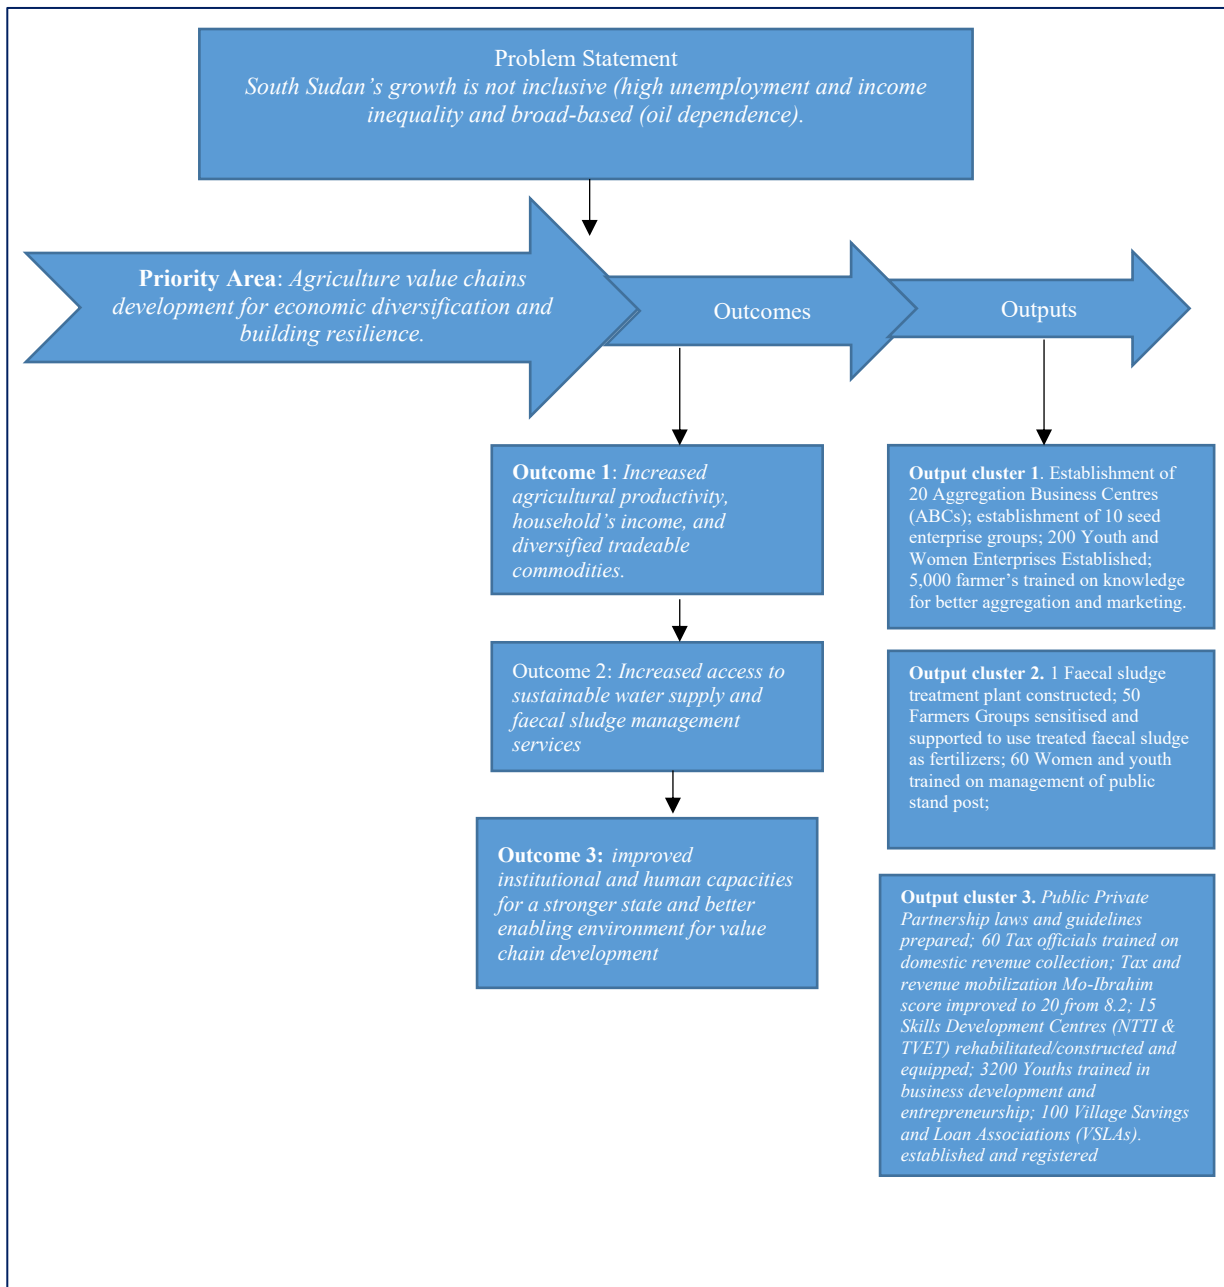 Problem Statement
South Sudan’s growth is not inclusive (high unemployment and income
inequality and broad-based (oil dependence).
Priority Area: Agriculture value chains
development for economic diversification and
building resilience.
Outcomes
Outputs
Outcome 1: Increased
agricultural productivity,
household’s income, and
diversified tradeable
commodities.
Outcome 2: Increased access to
sustainable water supply and
faecal sludge management
services
Outcome 3: improved
institutional and human capacities
for a stronger state and better
enabling environment for value
chain development
Output cluster 1. Establishment of
20 Aggregation Business Centres
(ABCs); establishment of 10 seed
enterprise groups; 200 Youth and
Women Enterprises Established;
5,000 farmer’s trained on knowledge
for better aggregation and marketing.
Output cluster 2. 1 Faecal sludge
treatment plant constructed; 50
Farmers Groups sensitised and
supported to use treated faecal sludge
as fertilizers; 60 Women and youth
trained on management of public
stand post;
Output cluster 3. Public Private
Partnership laws and guidelines
prepared; 60 Tax officials trained on
domestic revenue collection; Tax and
revenue mobilization Mo-Ibrahim
score improved to 20 from 8.2; 15
Skills Development Centres (NTTI &
TVET) rehabilitated/constructed and
equipped; 3200 Youths trained in
business development and
entrepreneurship; 100 Village Savings
and Loan Associations (VSLAs).
established and registered